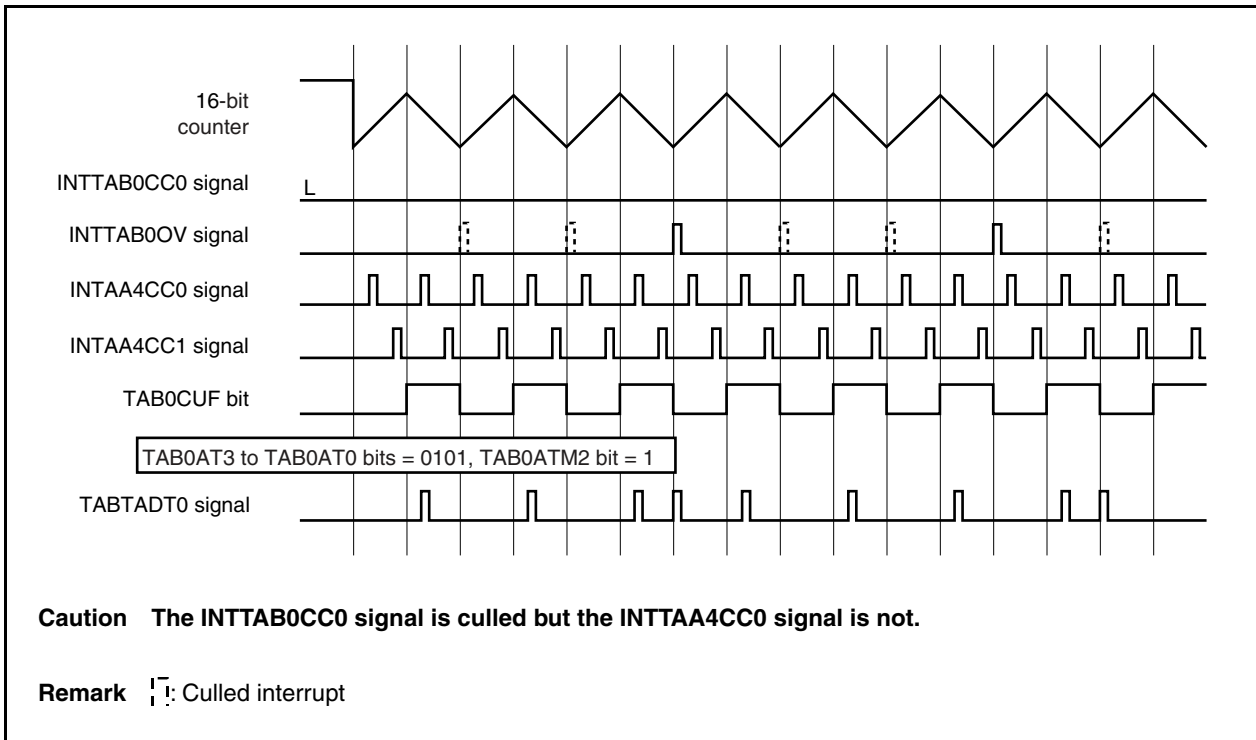 16-bit
counter
INTTAB0CC0 signal
L
INTTAB0OV signal
INTAA4CC0 signal
INTAA4CC1 signal
TAB0CUF bit
TAB0AT3 to TAB0AT0 bits = 0101, TAB0ATM2 bit = 1
TABTADT0 signal
Caution The INTTAB0CC0 signal is culled but the INTTAA4CC0 signal is not.
Remark : Culled interrupt